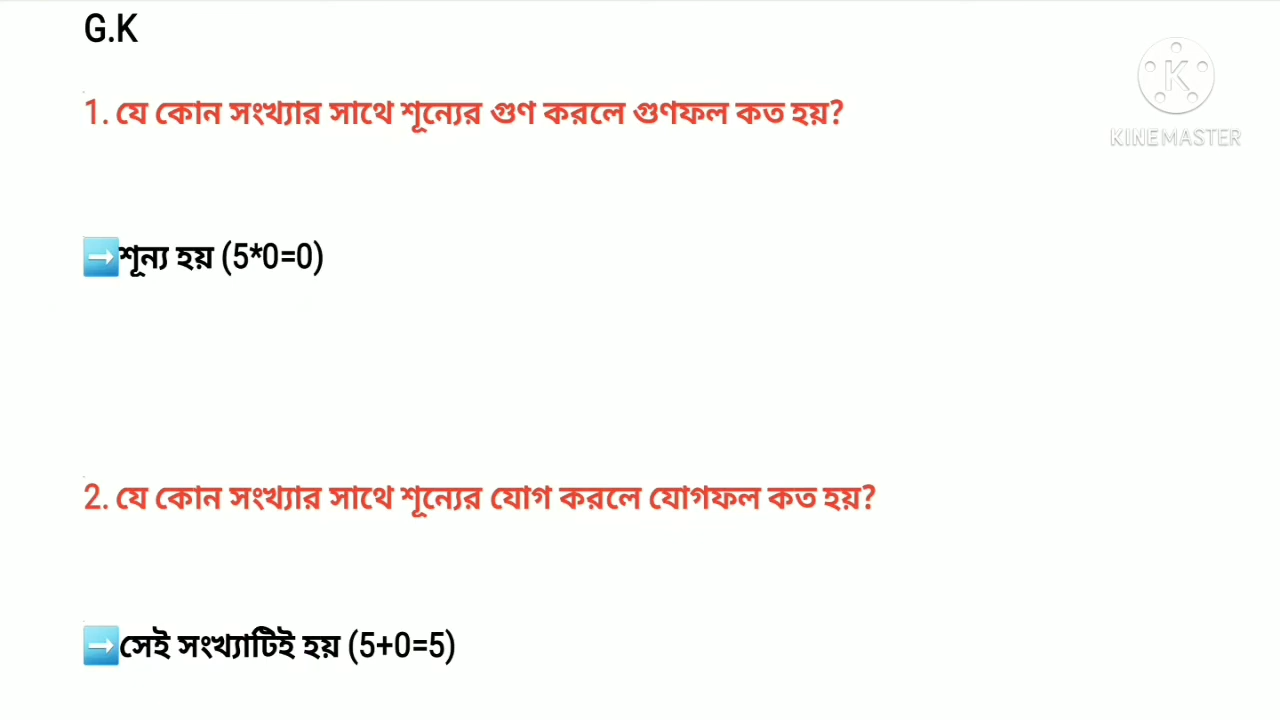 G.K
1. যে কোন সংখ্যার সাথে শূন্যের গুণ করলে গুণফল কত হয়?
K
KINEMASTER
➡শূন্য হয় (5*0=0)
2. যে কোন সংখ্যার সাথে শূন্যের যোগ করলে যোগফল কত হয়?
➡সেই সংখ্যাটিই হয় (5+0=5)